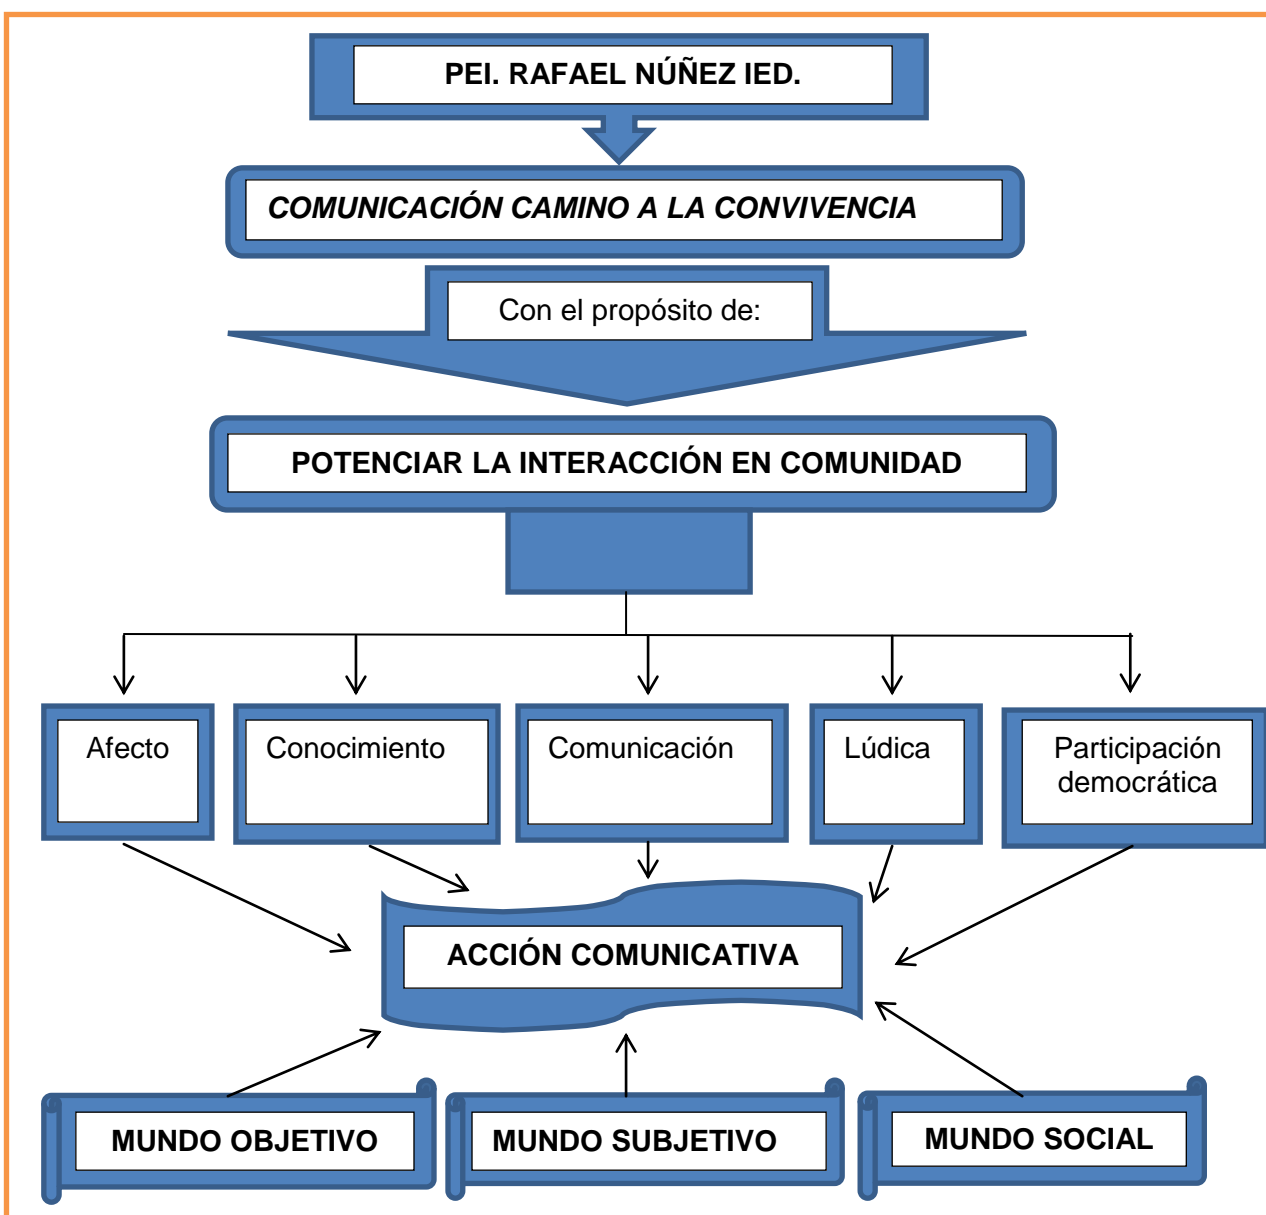 PEI. RAFAEL NÚÑEZ IED.
COMUNICACIÓN CAMINO A LA CONVIVENCIA
Con el propósito de:
POTENCIAR LA INTERACCIÓN EN COMUNIDAD
Afecto
Conocimiento
Comunicación
Lúdica
Participación
democrática
ACCIÓN COMUNICATIVA
MUNDO OBJETIVO
MUNDO SUBJETIVO
MUNDO SOCIAL